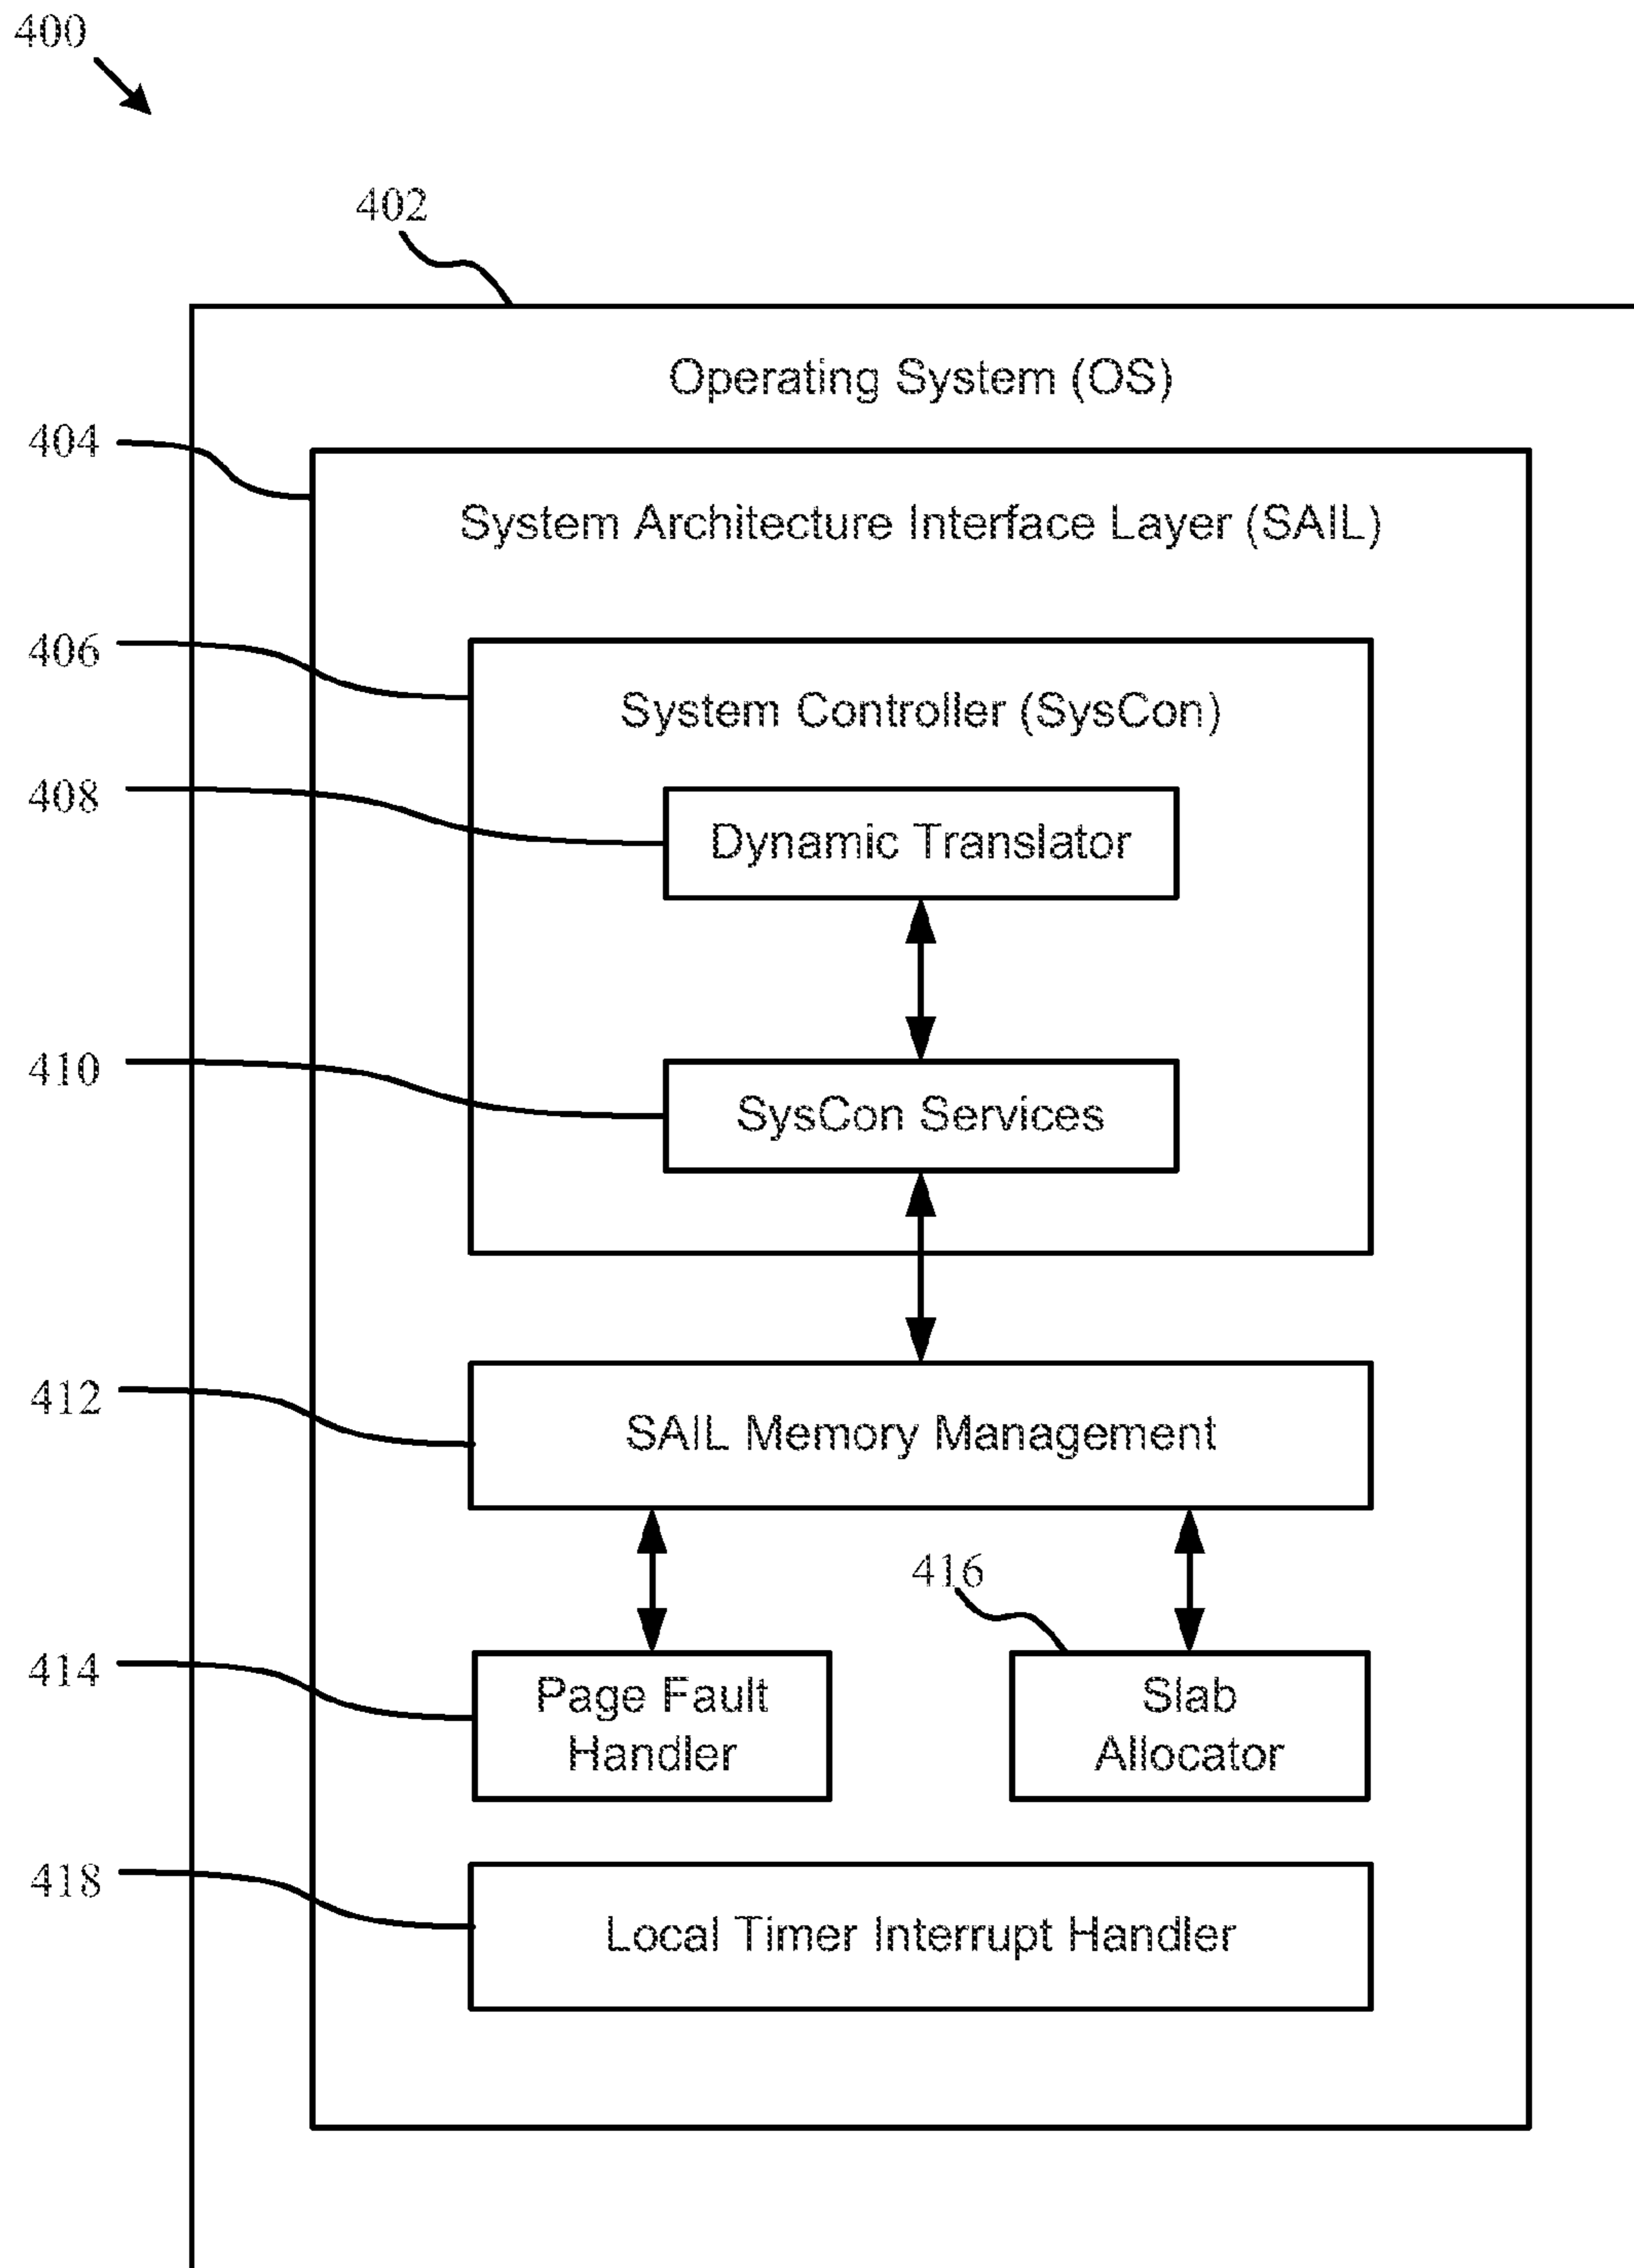 400
402
Operating System (OS)
404
System Architecture Interface Layer (SAIL)
406
System Controller (SysCon)
408
Dynamic Translator
410
SysCon Services
412
SAIL Memory Management
416
414
Page Fault
Handler
Slab
Allocator
418
Local Timer Interrupt Handler